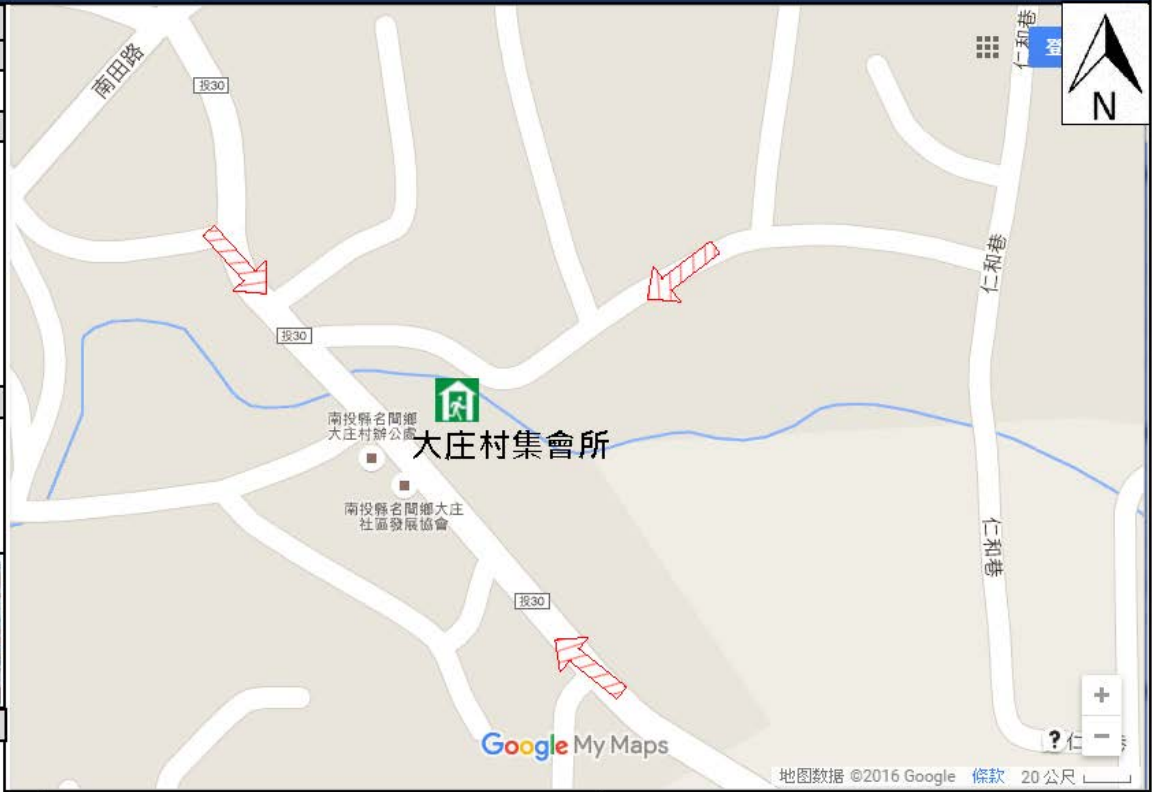 南田路
投30
仁和巷
登
N
仁和巷
投30
南投縣名間鄉
大庄村辦公處
大庄村集會所
南投縣名間鄉大庄
社區發展協會
仁和巷
投30
+
Google My Maps
?
仁
−
巷
地图数据 ©2016 Google 條款 20 公尺